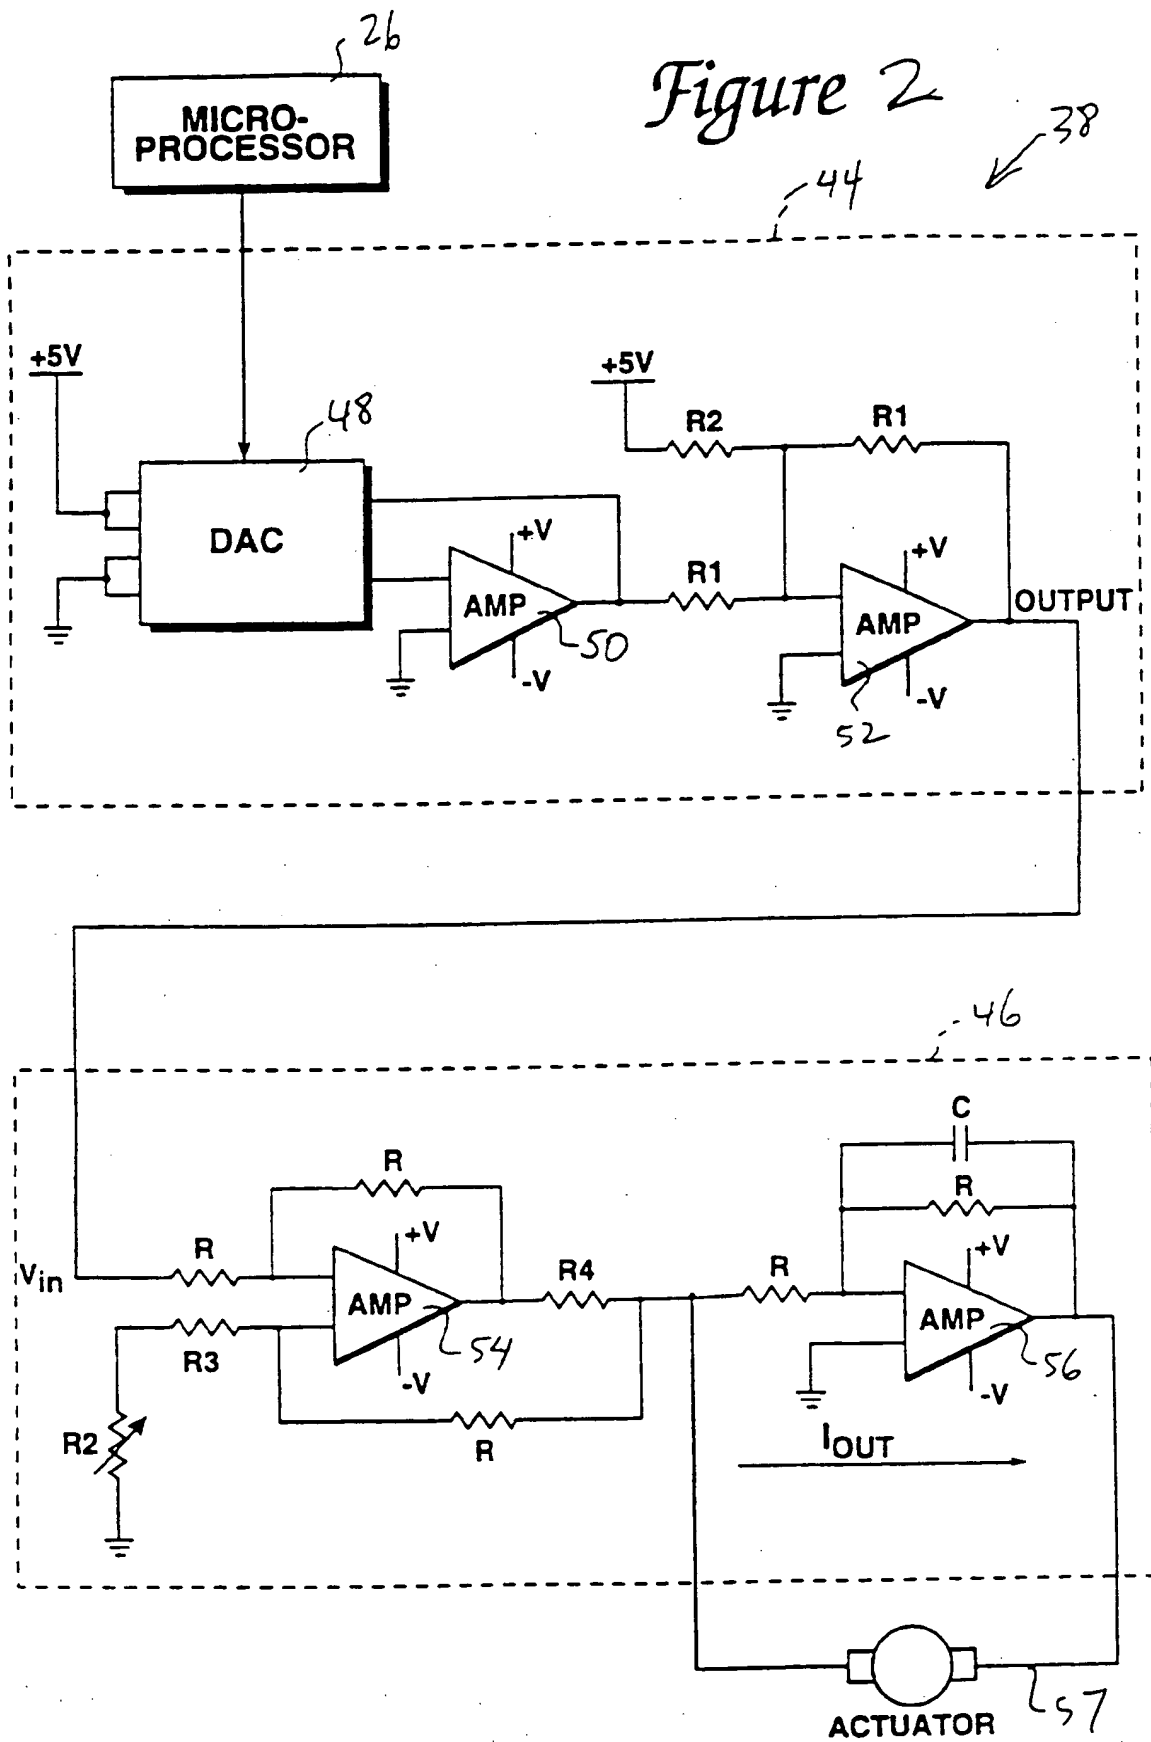 26
Figure 2
MICRO-
PROCESSOR
38
44
+5V
+5V
48
R2
R1
DAC
+V
R1
+V
AMP
50
AMP
OUTPUT
-V
52
-V
46
C
R
R
+V
+V
Vin
R
R4
R
AMP
54
AMP
56
R3
-V
-V
R2
R
IOUT
57
ACTUATOR